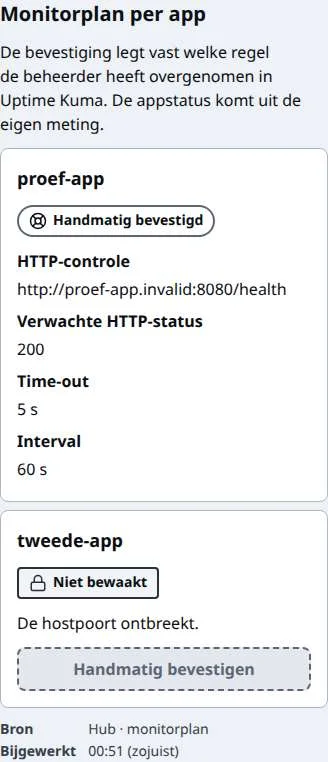 Monitorplan per app
De bevestiging legt vast welke regel
de beheerder heeft overgenomen in
Uptime Kuma. De appstatus komt uit de
eigen meting.
proef-app
Handmatig bevestigd
HTTP-controle
http://proef-app.invalid:8080/health
Verwachte HTTP-status
200
Time-out
5 s
Interval
60 s
tweede-app
Niet bewaakt
De hostpoort ontbreekt.
Handmatig bevestigen
Bron Hub · monitorplan
Bijgewerkt 00:51 (zojuist)